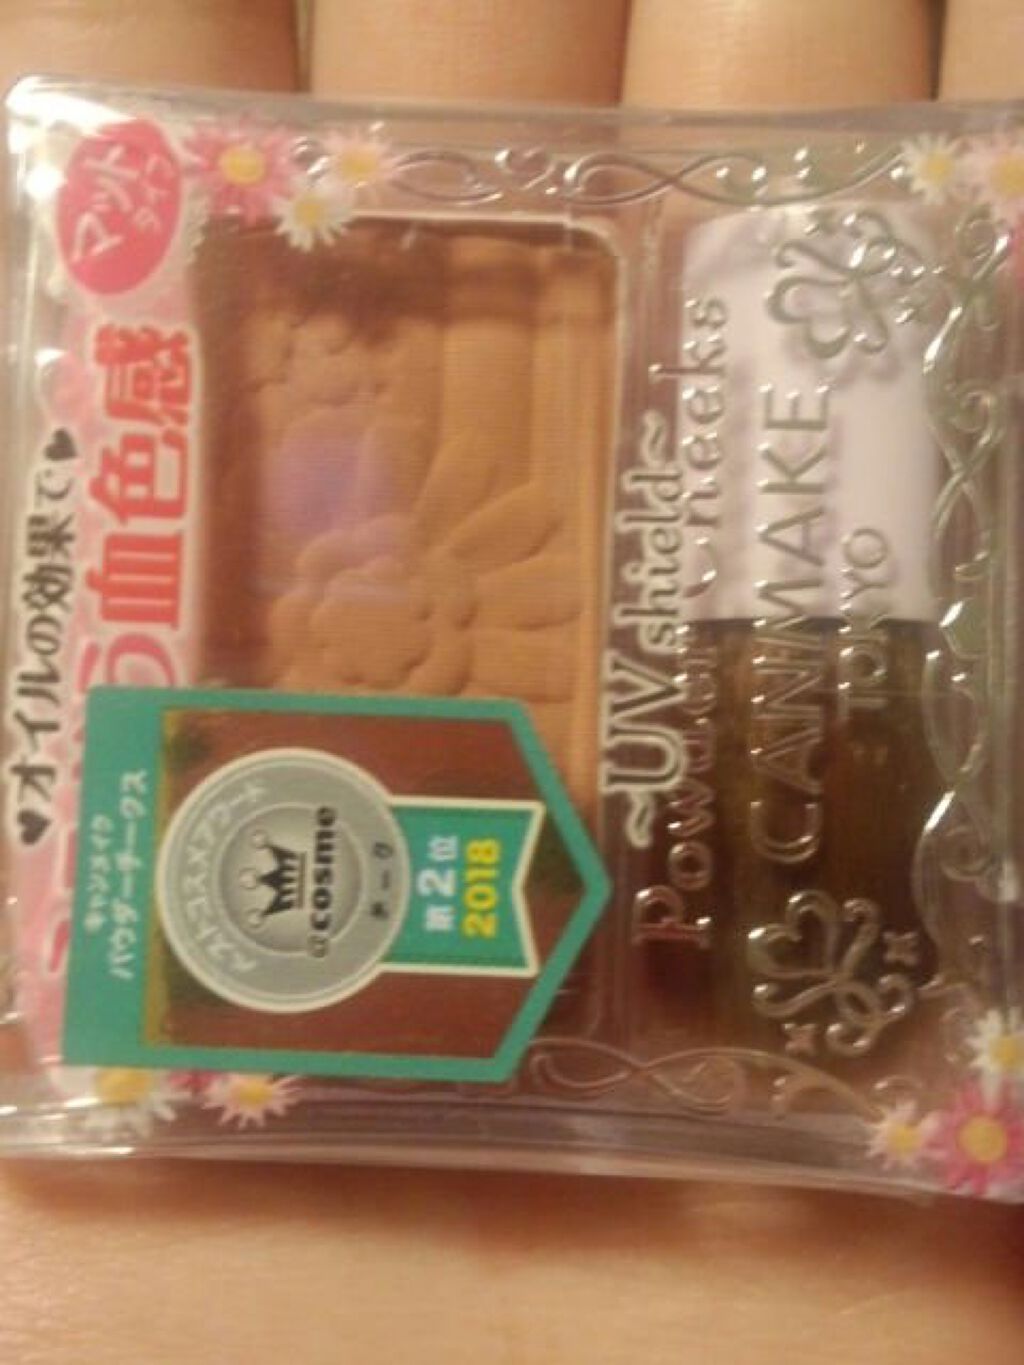 マット
タイプ
♥オイルの効果で♥
血色感
キャンメイク
パウダーチークス
ベストコスメアワード
@cosme
チーク
第2位
2018
~UV shield~
Powder Cheeks
CANMAKE
TOKYO